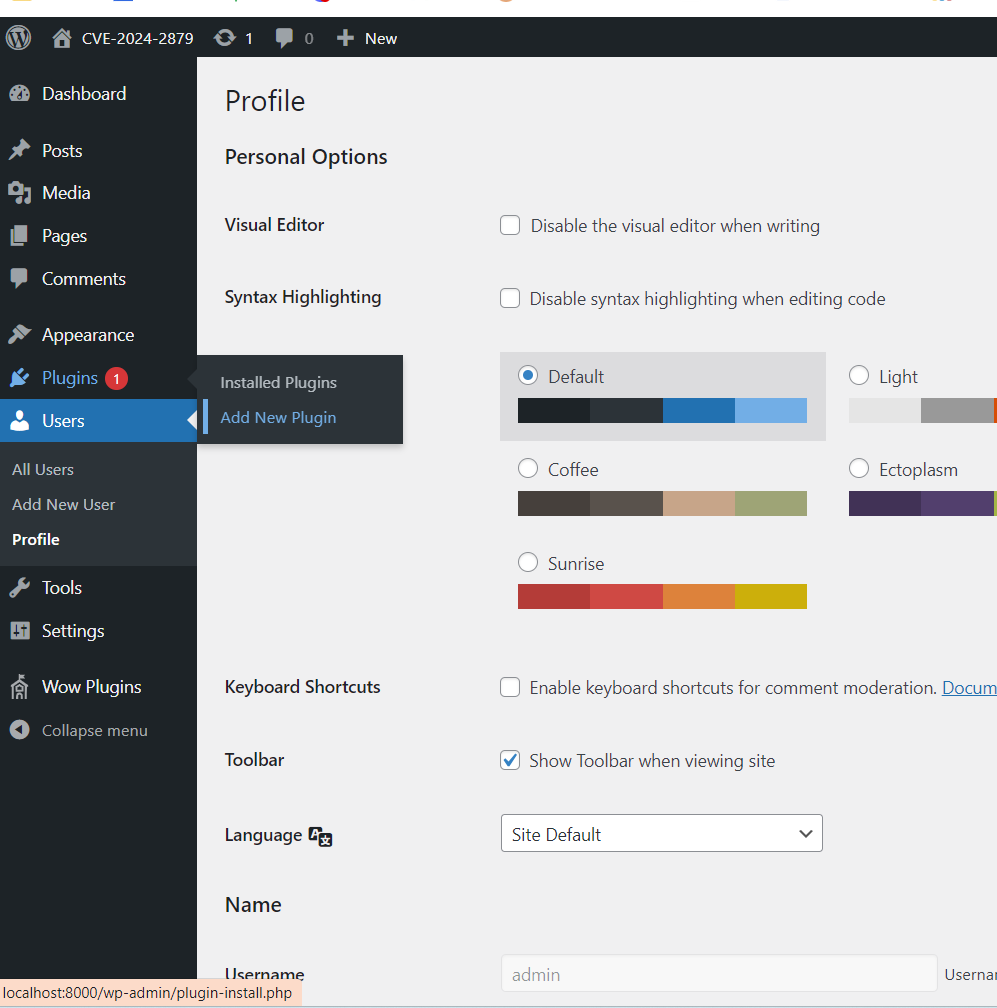 CVE-2024-2879 1 0 New
Dashboard
Posts
Media
Pages
Comments
Appearance
Plugins 1
Installed Plugins
Add New Plugin
Users
All Users
Add New User
Profile
Tools
Settings
Wow Plugins
Collapse menu
Profile
Personal Options
Visual Editor Disable the visual editor when writing
Syntax Highlighting Disable syntax highlighting when editing code
Default Light
Coffee Ectoplasm
Sunrise
Keyboard Shortcuts Enable keyboard shortcuts for comment moderation. Docum
Toolbar Show Toolbar when viewing site
Language Site Default
Name
Username admin Userna
localhost:8000/wp-admin/plugin-install.php